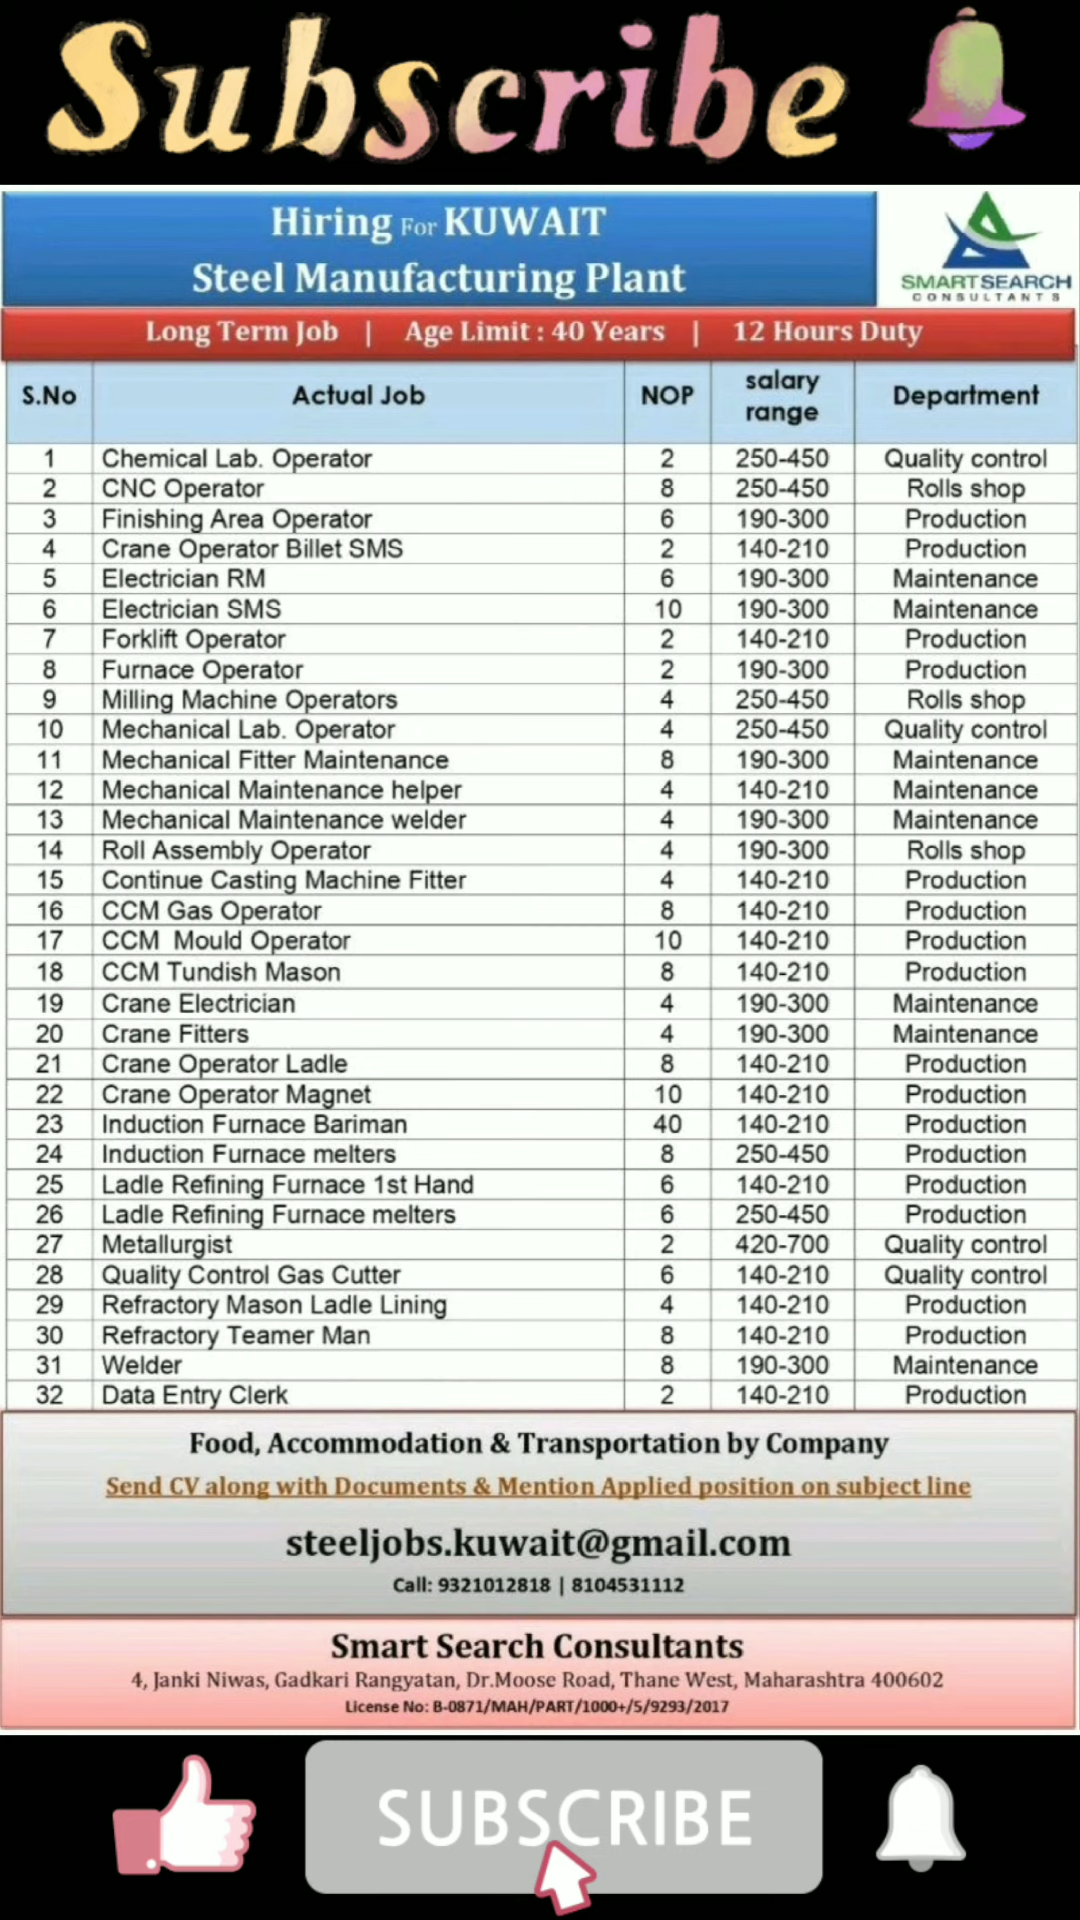 Subscribe
Hiring For KUWAIT
Steel Manufacturing Plant
SMARTSEARCH
CONSULTANTS
Long Term Job | Age Limit : 40 Years | 12 Hours Duty
S.No Actual Job NOP salary range Department
1 Chemical Lab. Operator 2 250-450 Quality control
2 CNC Operator 8 250-450 Rolls shop
3 Finishing Area Operator 6 190-300 Production
4 Crane Operator Billet SMS 2 140-210 Production
5 Electrician RM 6 190-300 Maintenance
6 Electrician SMS 10 190-300 Maintenance
7 Forklift Operator 2 140-210 Production
8 Furnace Operator 2 190-300 Production
9 Milling Machine Operators 4 250-450 Rolls shop
10 Mechanical Lab. Operator 4 250-450 Quality control
11 Mechanical Fitter Maintenance 8 190-300 Maintenance
12 Mechanical Maintenance helper 4 140-210 Maintenance
13 Mechanical Maintenance welder 4 190-300 Maintenance
14 Roll Assembly Operator 4 190-300 Rolls shop
15 Continue Casting Machine Fitter 4 140-210 Production
16 CCM Gas Operator 8 140-210 Production
17 CCM Mould Operator 10 140-210 Production
18 CCM Tundish Mason 8 140-210 Production
19 Crane Electrician 4 190-300 Maintenance
20 Crane Fitters 4 190-300 Maintenance
21 Crane Operator Ladle 8 140-210 Production
22 Crane Operator Magnet 10 140-210 Production
23 Induction Furnace Bariman 40 140-210 Production
24 Induction Furnace melters 8 250-450 Production
25 Ladle Refining Furnace 1st Hand 6 140-210 Production
26 Ladle Refining Furnace melters 6 250-450 Production
27 Metallurgist 2 420-700 Quality control
28 Quality Control Gas Cutter 6 140-210 Quality control
29 Refractory Mason Ladle Lining 4 140-210 Production
30 Refractory Teamer Man 8 140-210 Production
31 Welder 8 190-300 Maintenance
32 Data Entry Clerk 2 140-210 Production
Food, Accommodation & Transportation by Company
Send CV along with Documents & Mention Applied position on subject line
steeljobs.kuwait@gmail.com
Call: 9321012818 | 8104531112
Smart Search Consultants
4, Janki Niwas, Gadkari Rangyatan, Dr.Moose Road, Thane West, Maharashtra 400602
License No: B-0871/MAH/PART/1000+/5/9293/2017
SUBSCRIBE